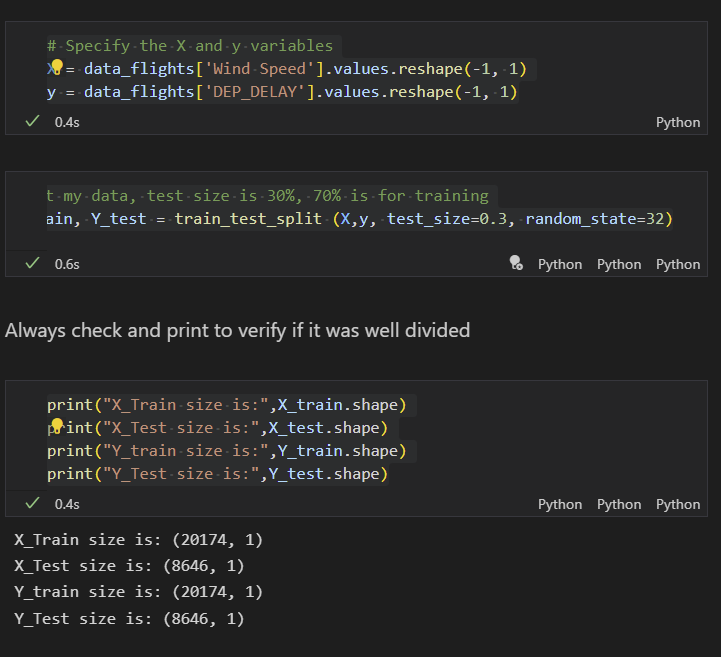 # Specify the X and y variables
X = data_flights['Wind Speed'].values.reshape(-1, 1)
y = data_flights['DEP_DELAY'].values.reshape(-1, 1)
0.4s
Python
t my data, test size is 30%, 70% is for training
ain, Y_test = train_test_split (X,y, test_size=0.3, random_state=32)
0.6s
Python Python Python
Always check and print to verify if it was well divided
print("X_Train size is:",X_train.shape)
print("X_Test size is:",X_test.shape)
print("Y_train size is:",Y_train.shape)
print("Y_Test size is:",Y_test.shape)
0.4s
Python Python Python
X_Train size is: (20174, 1)
X_Test size is: (8646, 1)
Y_train size is: (20174, 1)
Y_Test size is: (8646, 1)